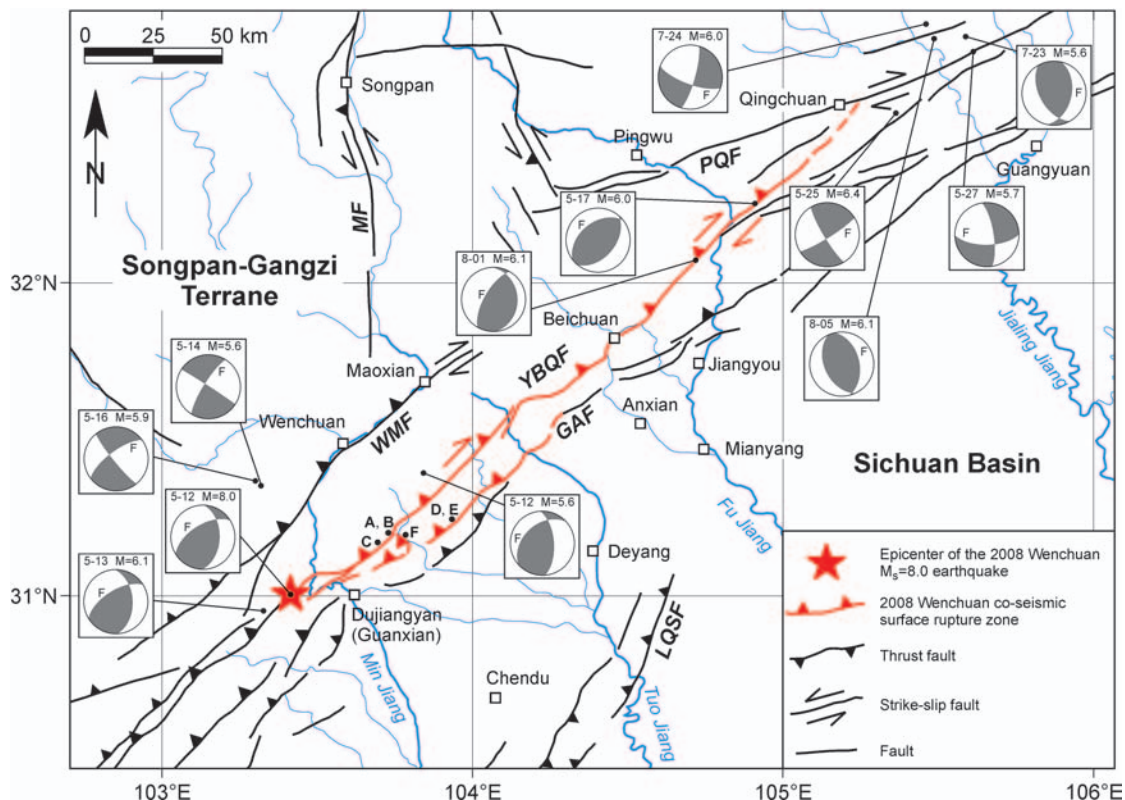 0 25 50 km
N
Songpan
MF
Songpan-Gangzi
Terrane
7-24 M=6.0
F
7-23 M=5.6
F
Qingchuan
Pingwu
PQF
Guangyuan
5-17 M=6.0
F
5-25 M=6.4
F
5-27 M=5.7
F
8-01 M=6.1
F
32°N
Beichuan
8-05 M=6.1
F
Jialing Jiang
5-14 M=5.6
F
Maoxian
YBQF
Jiangyou
5-16 M=5.9
F
Wenchuan
WMF
GAF
Anxian
Mianyang
Sichuan Basin
Fu Jiang
5-12 M=8.0
F
A, B
C
F
D, E
5-12 M=5.6
F
Deyang
5-13 M=6.1
F
31°N
Dujiangyan
(Guanxian)
LQSF
Chendu
Min Jiang
Tuo Jiang
Epicenter of the 2008 Wenchuan
Ms=8.0 earthquake
2008 Wenchuan co-seismic
surface rupture zone
Thrust fault
Strike-slip fault
Fault
103°E 104°E 105°E 106°E